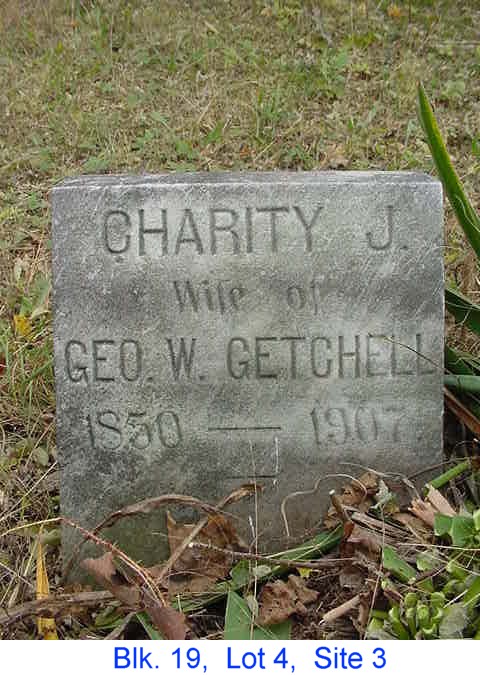 CHARITY J.
Wife of
GEO. W. GETCHELL
1850 — 1907.
Blk. 19, Lot 4, Site 3